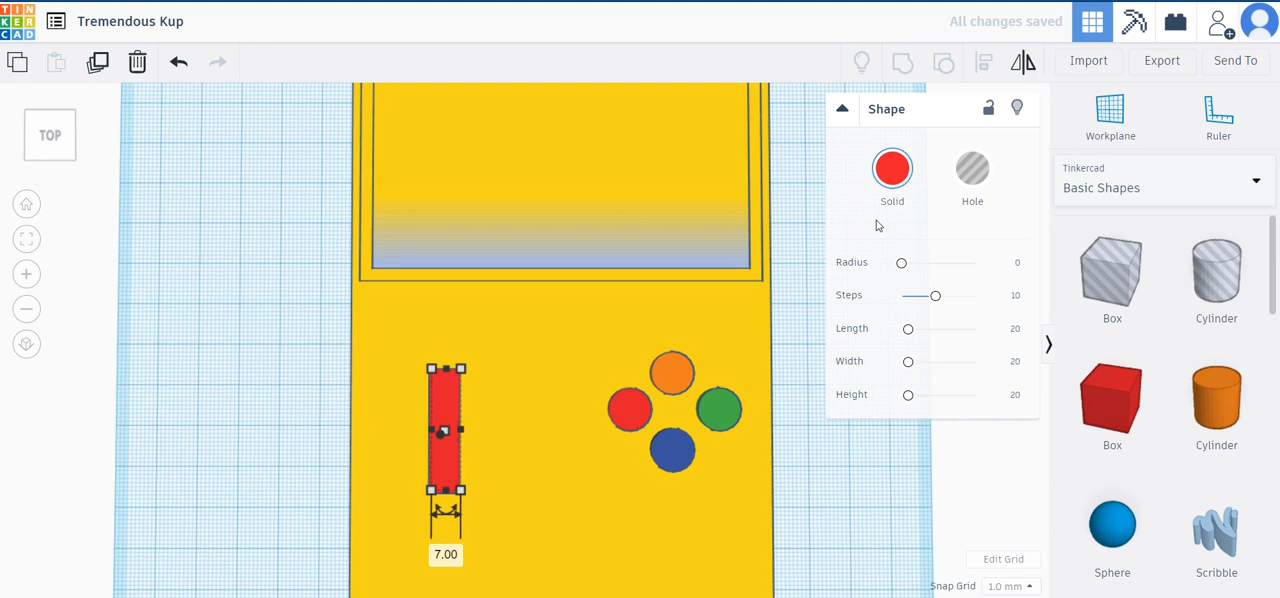 TIN
KER
CAD
Tremendous Kup
All changes saved
Import
Export
Send To
TOP
Shape
Solid
Hole
Radius 0
Steps 10
Length 20
Width 20
Height 20
7.00
Workplane
Ruler
Tinkercad
Basic Shapes
Box
Cylinder
Box
Cylinder
Sphere
Scribble
Edit Grid
Snap Grid 1.0 mm